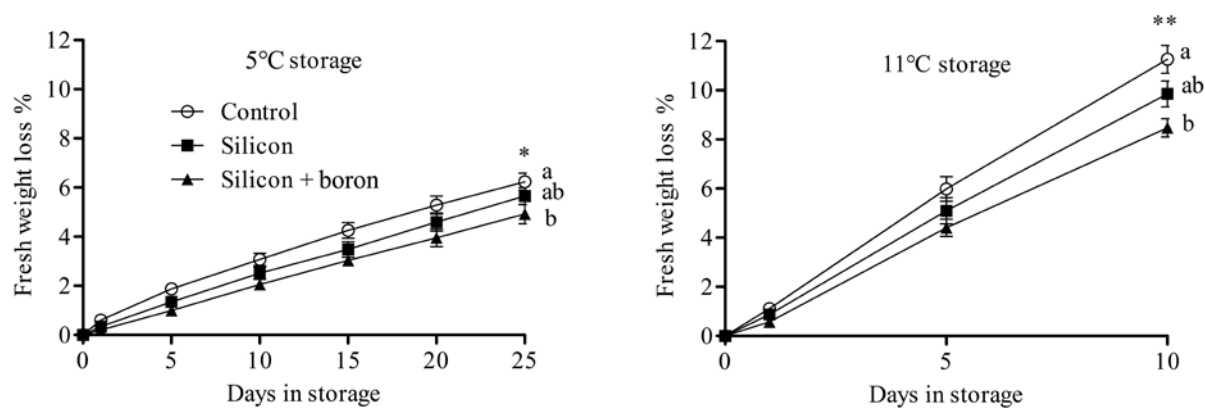 12
10
8
6
4
2
0
Fresh weight loss %
5°C storage
Control
Silicon
Silicon + boron
*
a
ab
b
0 5 10 15 20 25
Days in storage
12
10
8
6
4
2
0
Fresh weight loss %
11°C storage
**
a
ab
b
0 5 10
Days in storage